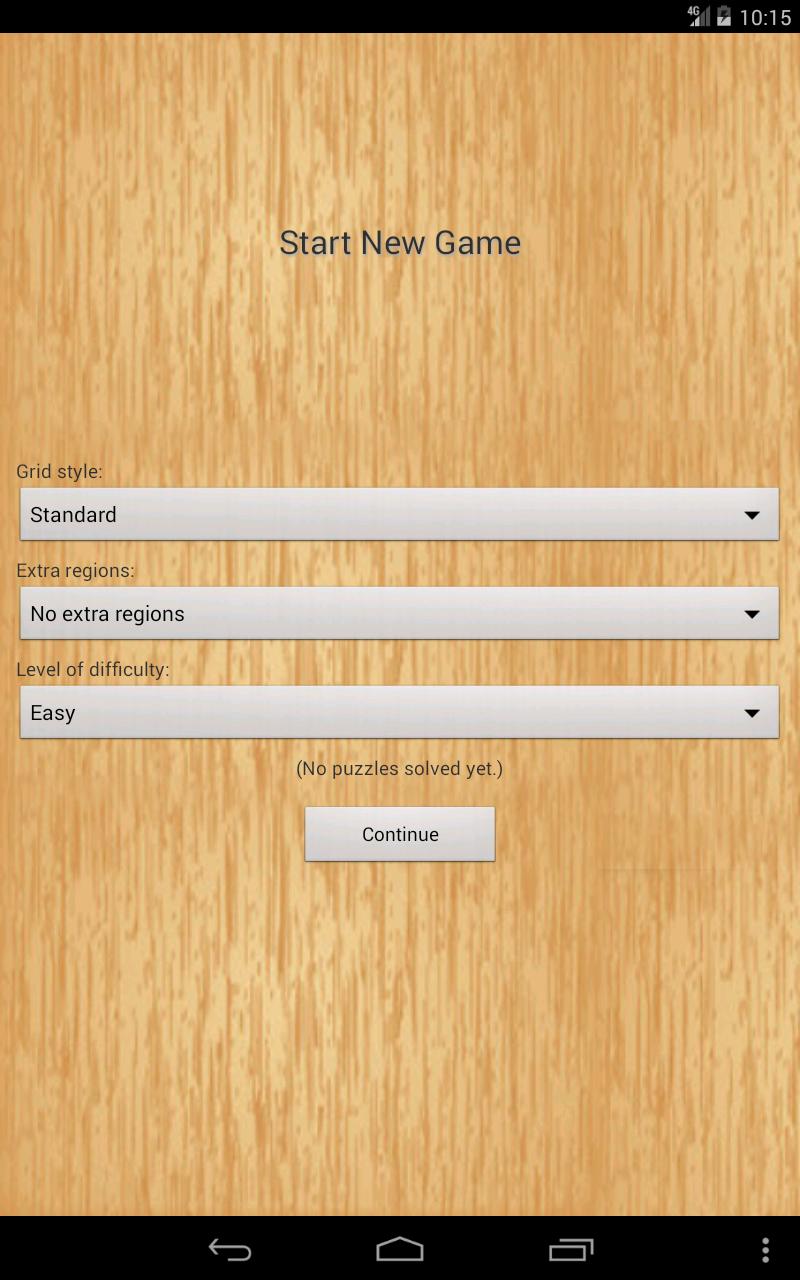 4G 10:15
Start New Game
Grid style:
Standard
Extra regions:
No extra regions
Level of difficulty:
Easy
(No puzzles solved yet.)
Continue